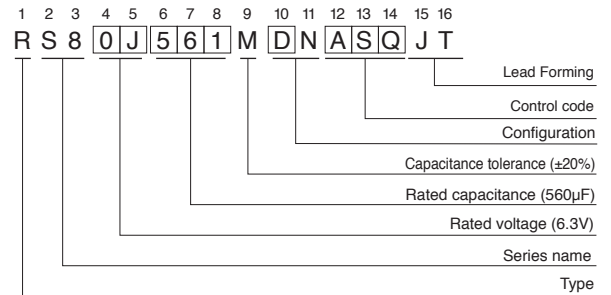 1 2 3 4 5 6 7 8 9 10 11 12 13 14 15 16
R S 8 0 J 5 6 1 M D N A S Q J T
Lead Forming
Control code
Configuration
Capacitance tolerance (±20%)
Rated capacitance (560µF)
Rated voltage (6.3V)
Series name
Type